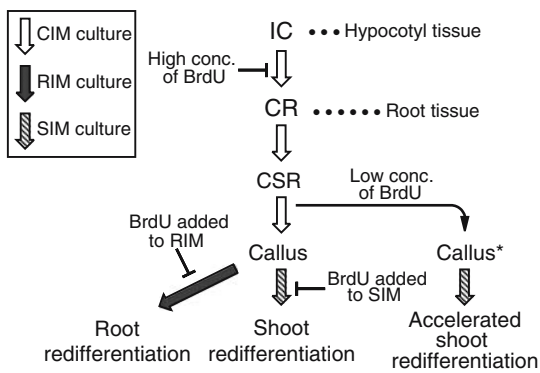 CIM culture
RIM culture
SIM culture
IC
Hypocotyl tissue
High conc.
of BrdU
CR
Root tissue
CSR
Low conc.
of BrdU
BrdU added
to RIM
Callus
Callus*
BrdU added
to SIM
Root
redifferentiation
Shoot
redifferentiation
Accelerated
shoot
redifferentiation